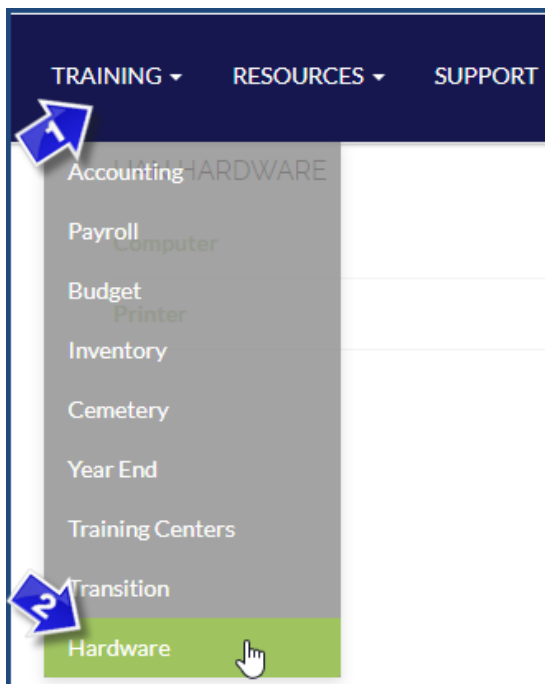 TRAINING RESOURCES SUPPORT
1
UAN HARDWARE
Accounting
Payroll
Computer
Budget
Printer
Inventory
Cemetery
Year End
Training Centers
Transition
2
Hardware